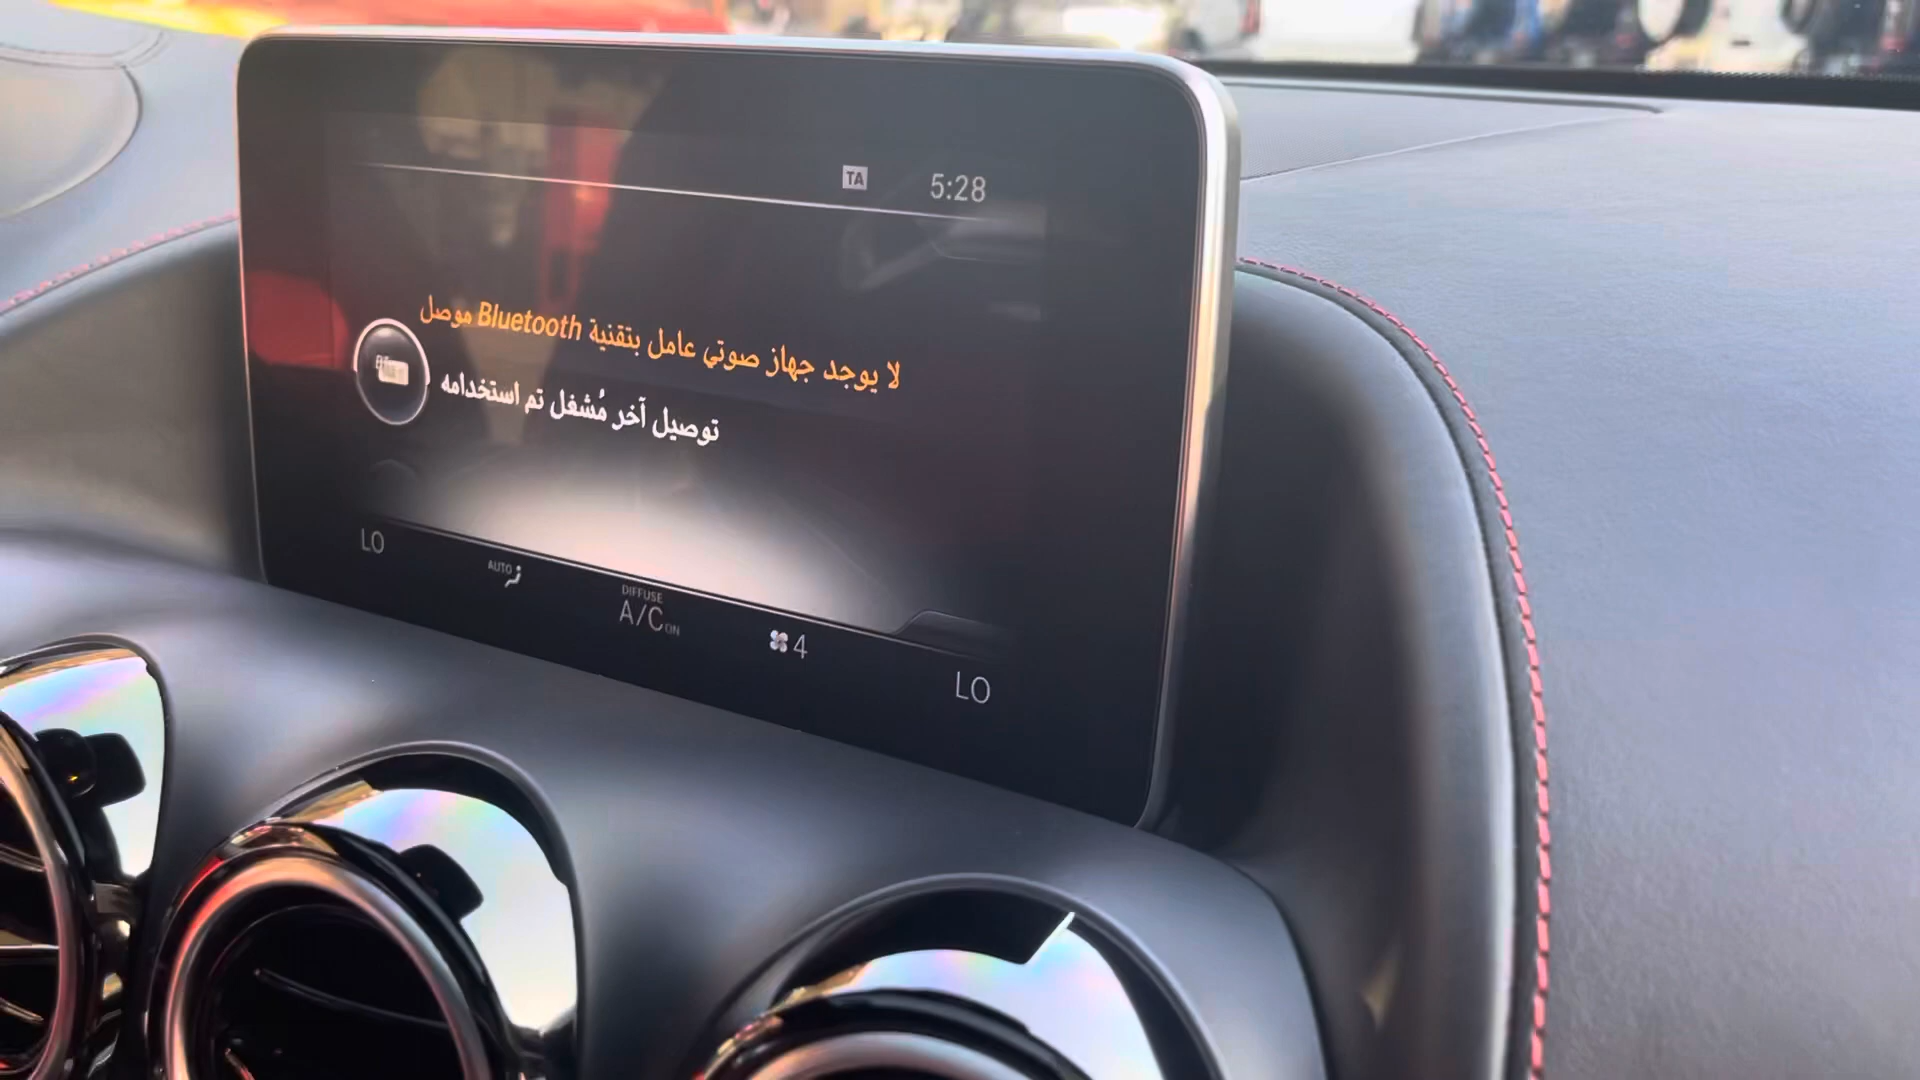 TA 5:28
لا يوجد جهاز صوتي عامل بتقنية Bluetooth موصل
توصيل آخر مُشغل تم استخدامه
LO
AUTO
DIFFUSE
A/C ON
4
LO